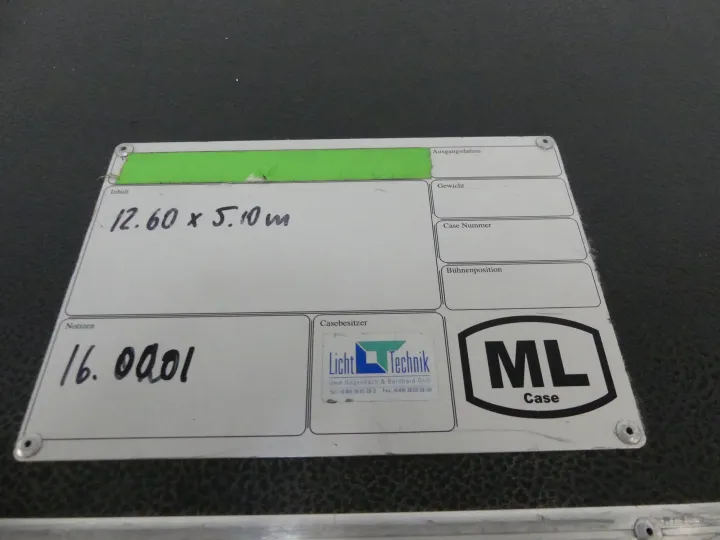 Ausgangsdatum
Inhalt
12.60 x 5.10 m
Gewicht
Case Nummer
Bühnenposition
Notizen
16. 0001
Casebesitzer
Licht Technik
ML
Case